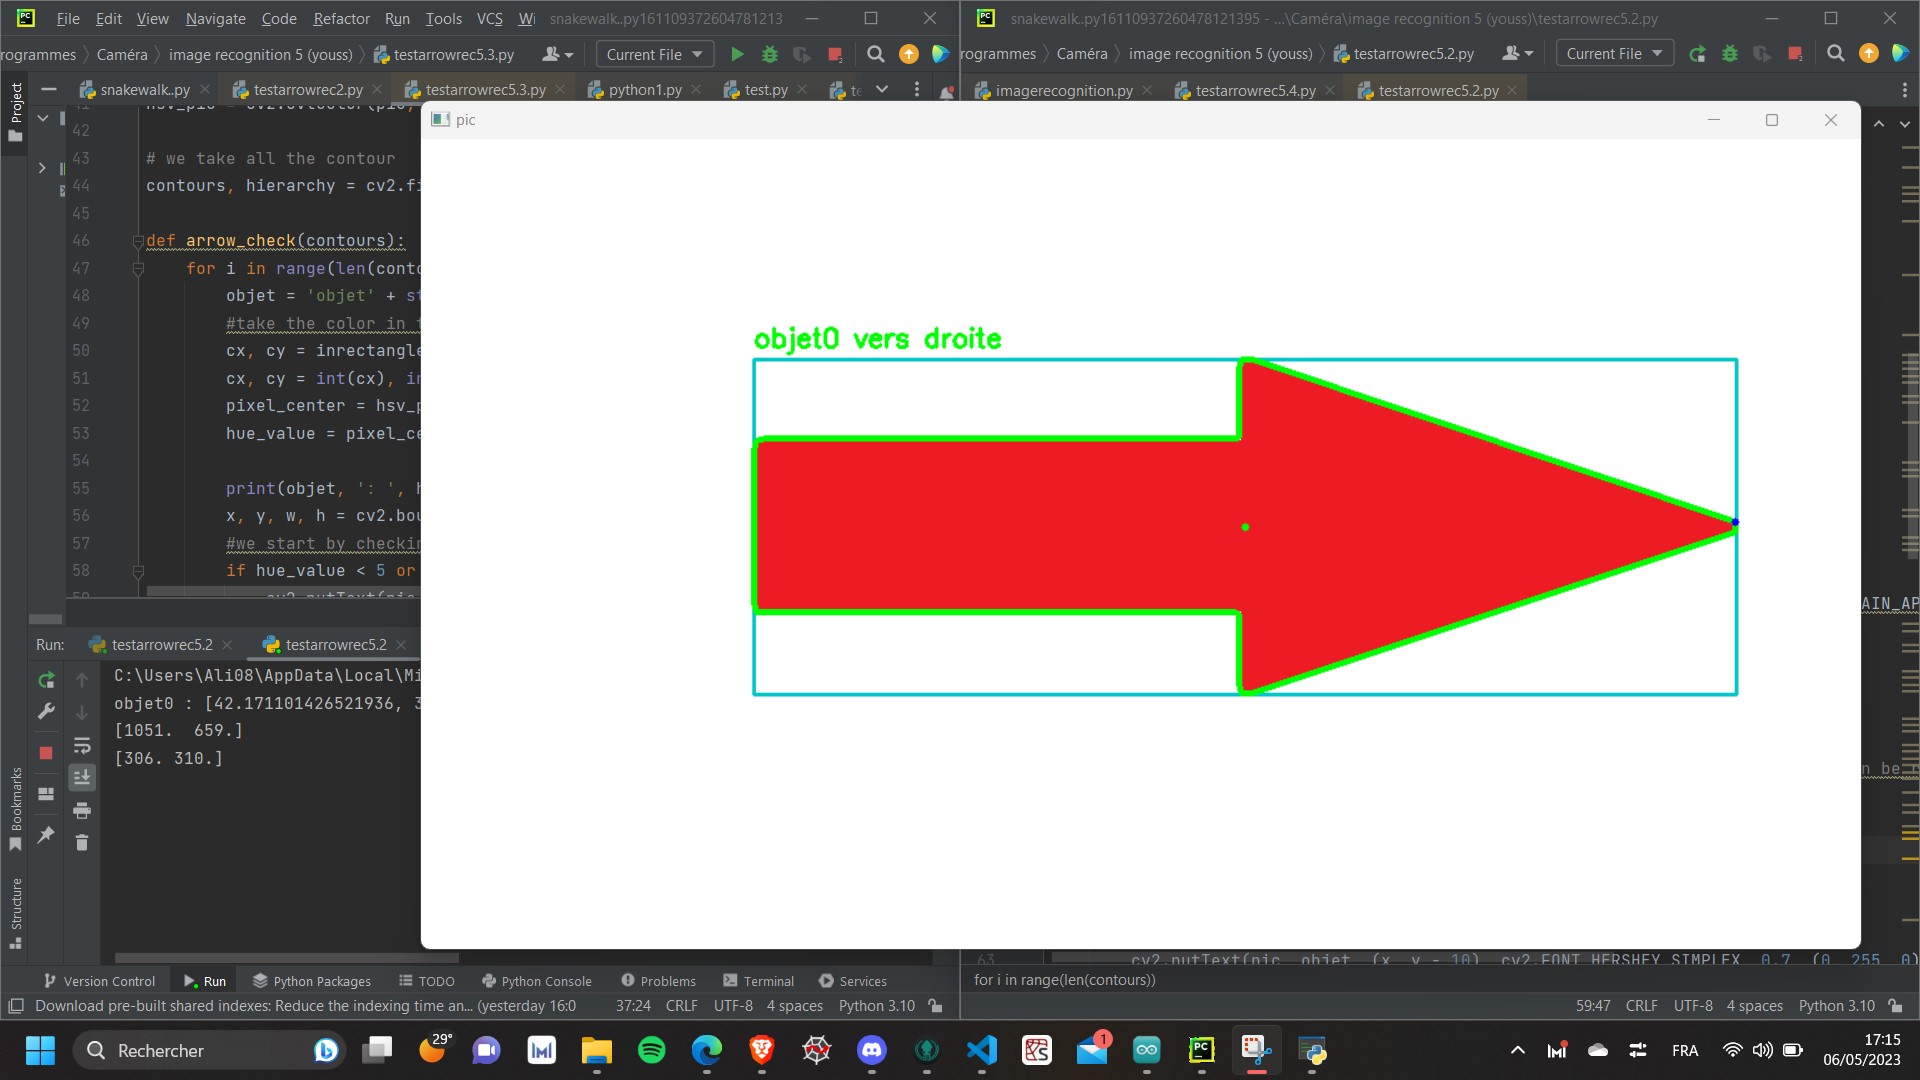 File Edit View Navigate Code Refactor Run Tools VCS Wi snakewalk..py161109372604781213
rogrammes Caméra image recognition 5 (youss) testarrowrec5.3.py Current File
snakewalk..py testarrowrec2.py testarrowrec5.3.py python1.py test.py
snakewalk..py16110937260478121395 - ...\Caméra\image recognition 5 (youss)\testarrowrec5.2.py
rogrammes Caméra image recognition 5 (youss) testarrowrec5.2.py Current File
imagerecognition.py testarrowrec5.4.py testarrowrec5.2.py
Project
42
43 # we take all the contour
44 contours, hierarchy = cv2.fi
45
46 def arrow_check(contours):
47 for i in range(len(conto
48 objet = 'objet' + st
49 #take the color in t
50 cx, cy = inrectangle
51 cx, cy = int(cx), in
52 pixel_center = hsv_p
53 hue_value = pixel_ce
54
55 print(objet, ': ', h
56 x, y, w, h = cv2.bou
57 #we start by checkin
58 if hue_value < 5 or
pic
objet0 vers droite
AIN_AP
n be
Run: testarrowrec5.2 testarrowrec5.2
C:\Users\Ali08\AppData\Local\Mi
objet0 : [42.171101426521936, 3
[1051. 659.]
[306. 310.]
Bookmarks
Structure
63 cv2.putText(pic, objet, (x, y - 10), cv2.FONT_HERSHEY_SIMPLEX, 0.7, (0, 255, 0)
Version Control Run Python Packages TODO Python Console Problems Terminal Services
for i in range(len(contours))
Download pre-built shared indexes: Reduce the indexing time an... (yesterday 16:0 37:24 CRLF UTF-8 4 spaces Python 3.10
59:47 CRLF UTF-8 4 spaces Python 3.10
Rechercher 29° 1 FRA 17:15
06/05/2023